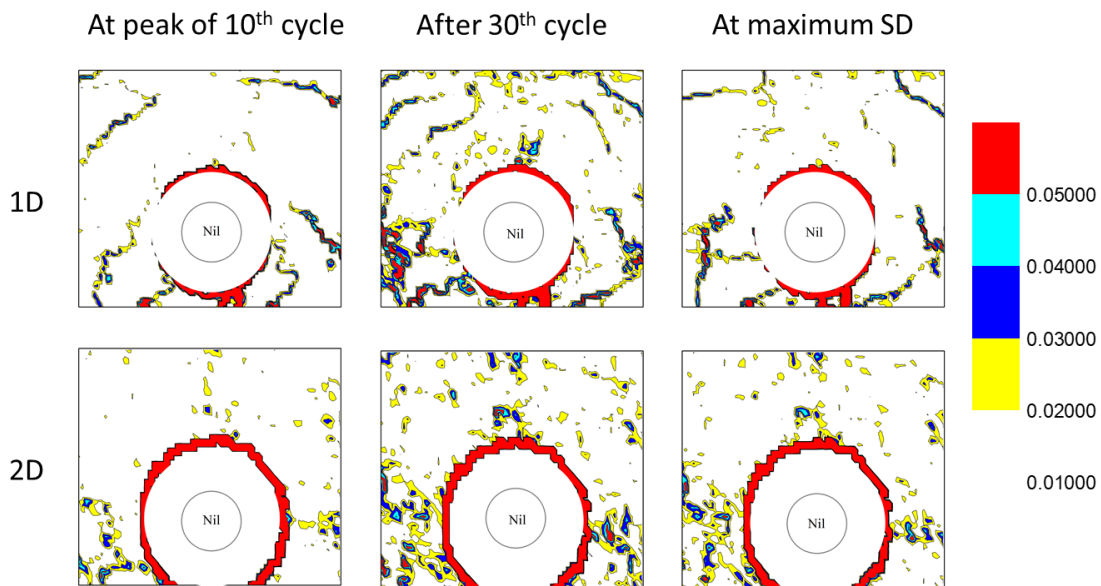 At peak of 10th cycle
After 30th cycle
At maximum SD
1D
Nil
Nil
Nil
0.05000
0.04000
0.03000
0.02000
0.01000
2D
Nil
Nil
Nil